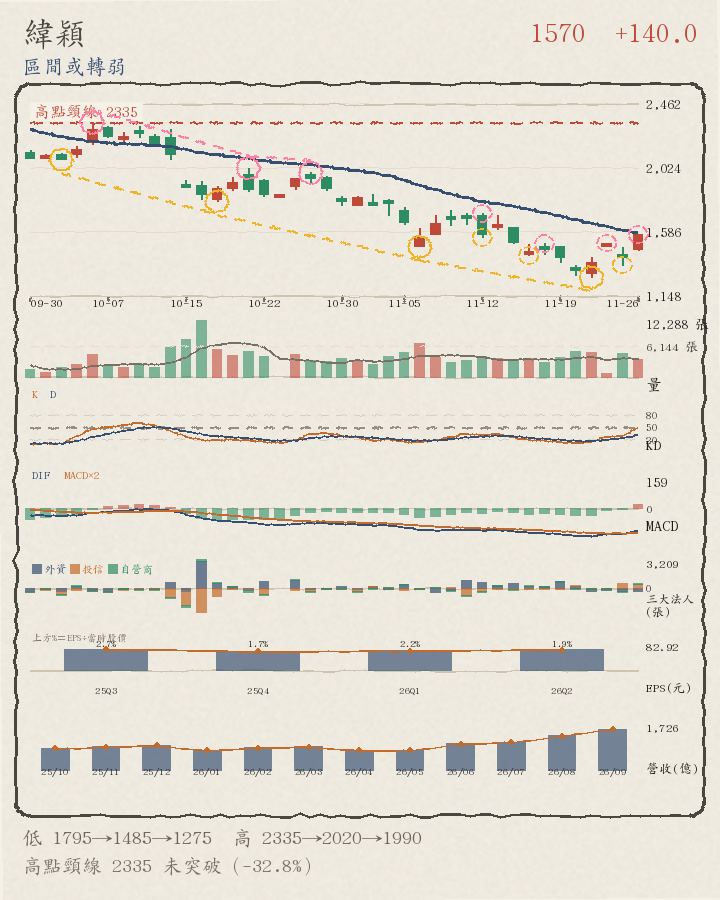 緯穎
1570 +140.0
區間或轉弱
高點頸線 2335
2,462
2,024
1,586
1,148
09-30 10-07 10-15 10-22 10-30 11-05 11-12 11-19 11-26
12,288 張
6,144 張
量
K D
80
50
20
KD
DIF MACD×2
159
0
MACD
外資 投信 自營商
3,209
0
三大法人
(張)
上方%=EPS÷當時股價
2.7% 1.7% 2.2% 1.9%
82.92
25Q3 25Q4 26Q1 26Q2
EPS(元)
1,726
25/10 25/11 25/12 26/01 26/02 26/03 26/04 26/05 26/06 26/07 26/08 26/09
營收(億)
低 1795→1485→1275 高 2335→2020→1990
高點頸線 2335 未突破 (-32.8%)